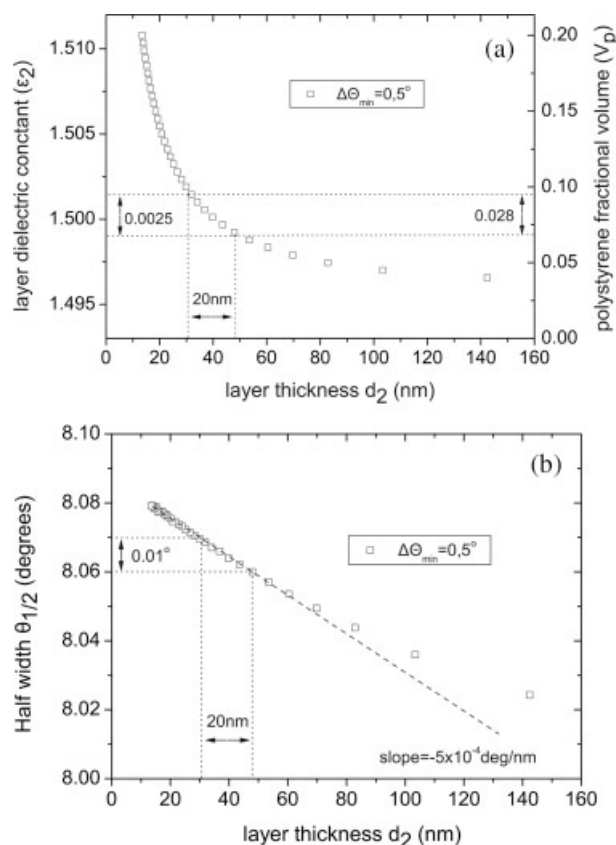 (a)
layer dielectric conctant (ε2)
1.510
1.505
1.500
1.495
ΔΘmin=0,5°
0.0025
0.028
20nm
0.20
0.15
0.10
0.05
0.00
polystyrene fractional volume (Vp)
0 20 40 60 80 100 120 140 160
layer thickness d2 (nm)
(b)
Half width θ1/2 (degrees)
8.10
8.08
8.06
8.04
8.02
8.00
ΔΘmin=0,5°
0.01°
20nm
slope=-5x10-4deg/nm
0 20 40 60 80 100 120 140 160
layer thickness d2 (nm)